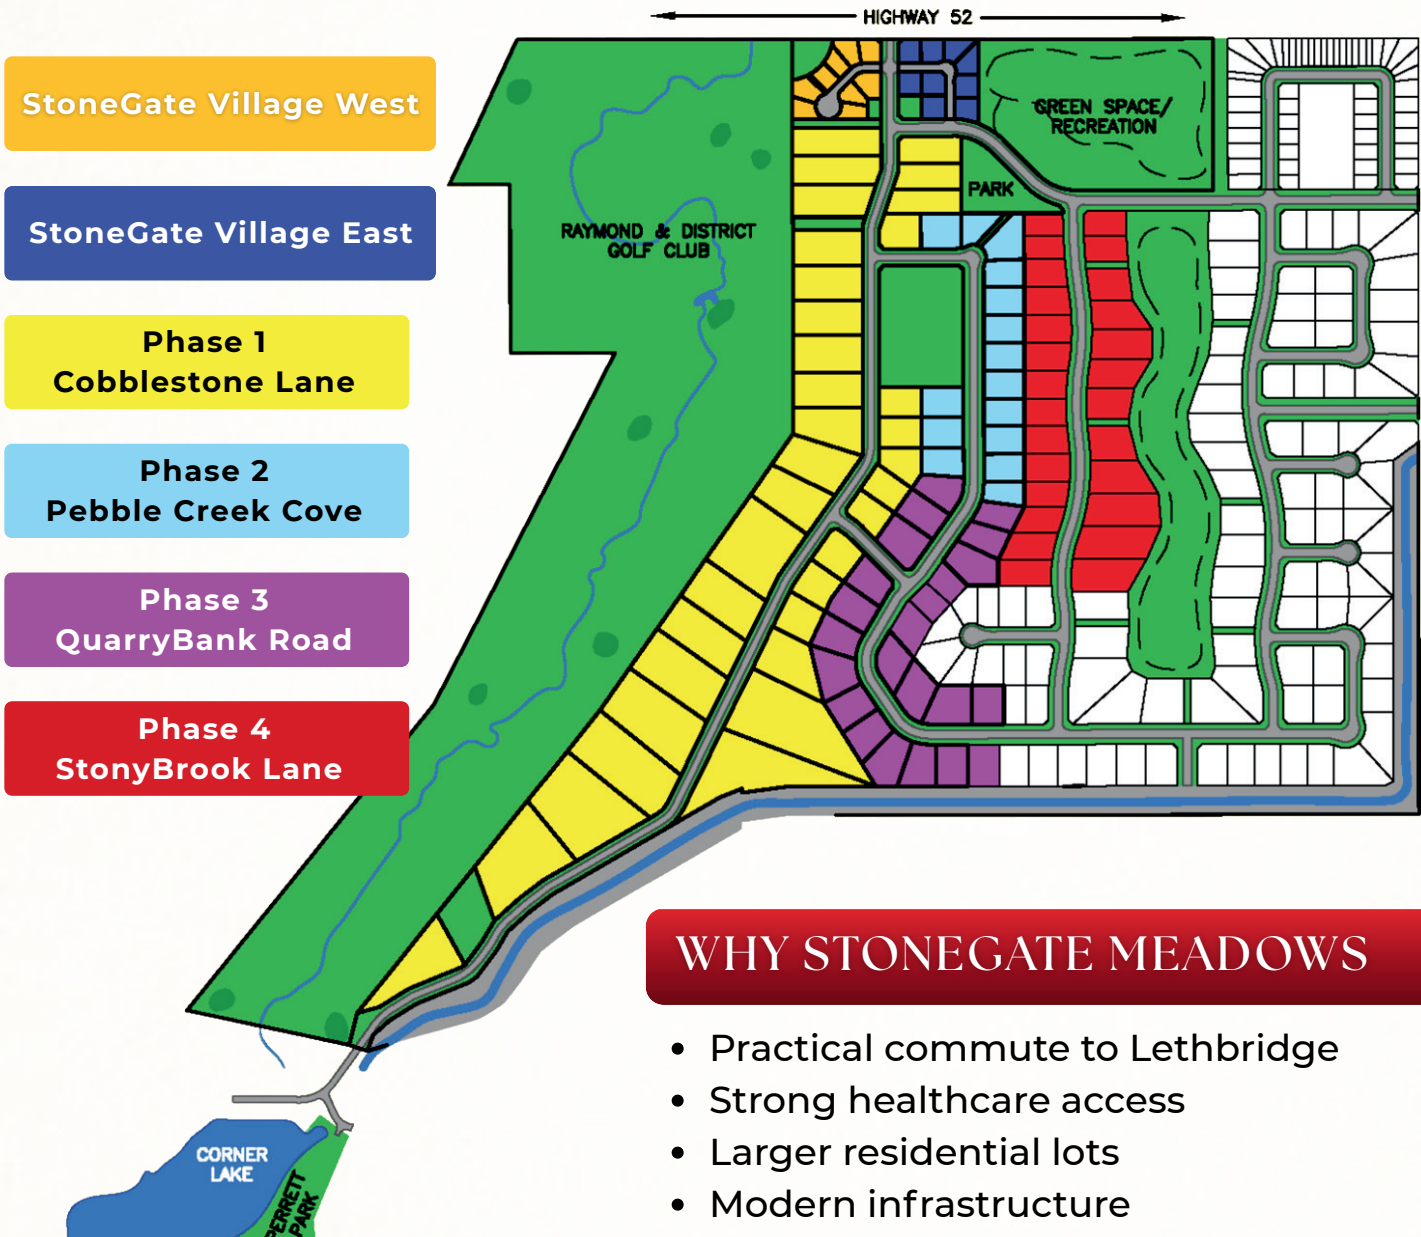 HIGHWAY 52
StoneGate Village West
StoneGate Village East
Phase 1
Cobblestone Lane
Phase 2
Pebble Creek Cove
Phase 3
QuarryBank Road
Phase 4
StonyBrook Lane
GREEN SPACE/
RECREATION
PARK
RAYMOND & DISTRICT
GOLF CLUB
WHY STONEGATE MEADOWS
• Practical commute to Lethbridge
• Strong healthcare access
• Larger residential lots
• Modern infrastructure
CORNER
LAKE
PERRETT
PARK